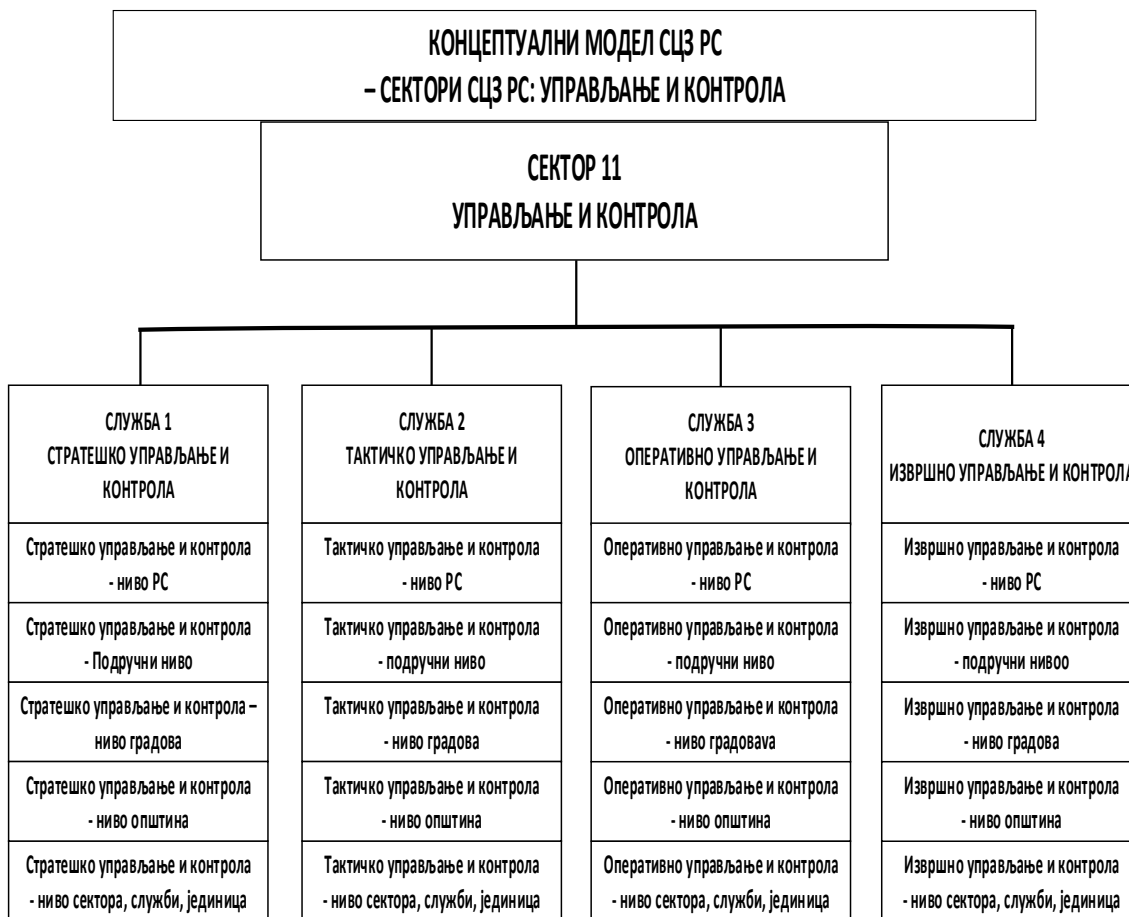 КОНЦЕПТУАЛНИ МОДЕЛ СЦЗ РС
– СЕКТОРИ СЦЗ РС: УПРАВЉАЊЕ И КОНТРОЛА
СЕКТОР 11
УПРАВЉАЊЕ И КОНТРОЛА
СЛУЖБА 1
СТРАТЕШКО УПРАВЉАЊЕ И
КОНТРОЛА
Стратешко управљање и контрола
- ниво РС
Стратешко управљање и контрола
- Подручни ниво
Стратешко управљање и контрола –
ниво градова
Стратешко управљање и контрола
- ниво општина
Стратешко управљање и контрола
- ниво сектора, служби, јединица
СЛУЖБА 2
ТАКТИЧКО УПРАВЉАЊЕ И
КОНТРОЛА
Тактичко управљање и контрола
- ниво РС
Тактичко управљање и контрола
- подручни ниво
Тактичко управљање и контрола
- ниво градова
Тактичко управљање и контрола
- ниво општина
Тактичко управљање и контрола
- ниво сектора, служби, јединица
СЛУЖБА 3
ОПЕРАТИВНО УПРАВЉАЊЕ И
КОНТРОЛА
Оперативно управљање и контрола
- ниво РС
Оперативно управљање и контрола
- подручни ниво
Оперативно управљање и контрола
- ниво градоваva
Оперативно управљање и контрола
- ниво општина
Оперативно управљање и контрола
- ниво сектора, служби, јединица
СЛУЖБА 4
ИЗВРШНО УПРАВЉАЊЕ И КОНТРОЛА
Извршно управљање и контрола
- ниво РС
Извршно управљање и контрола
- подручни нивоо
Извршно управљање и контрола
- ниво градова
Извршно управљање и контрола
- ниво општина
Извршно управљање и контрола
- ниво сектора, служби, јединица